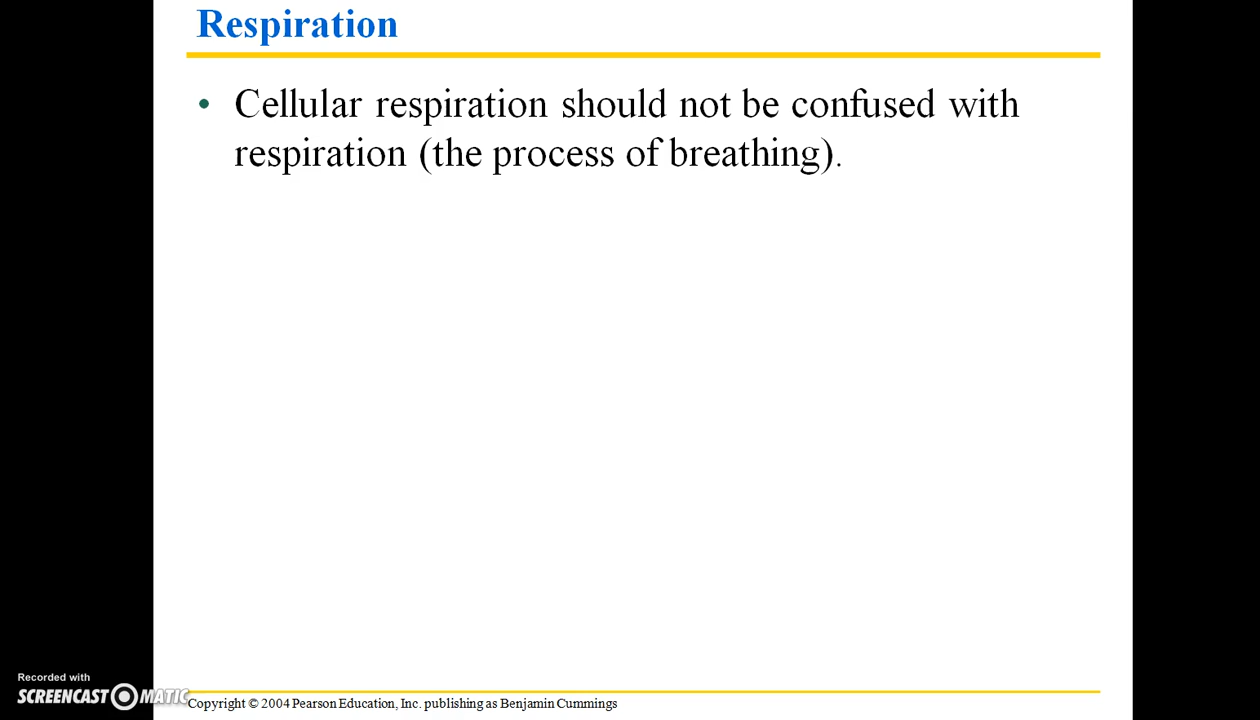 Respiration
• Cellular respiration should not be confused with
respiration (the process of breathing).
Recorded with
SCREENCAST MATIC
Copyright © 2004 Pearson Education, Inc. publishing as Benjamin Cummings